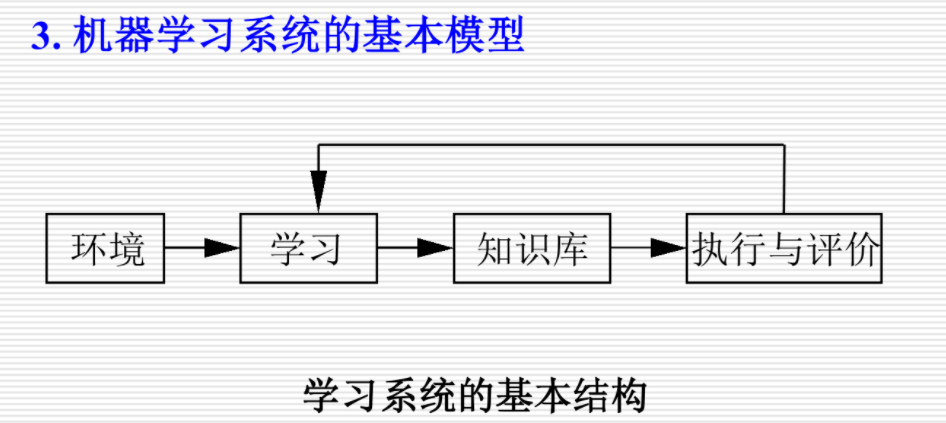 3. 机器学习系统的基本模型
环境
学习
知识库
执行与评价
学习系统的基本结构